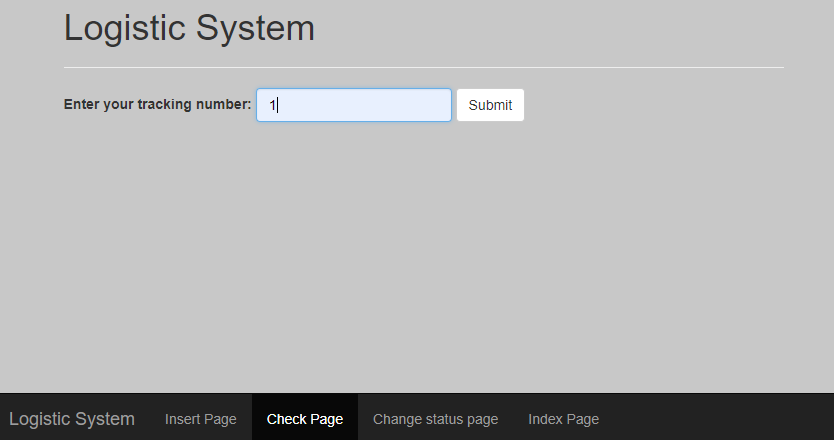 Logistic System
Enter your tracking number: 1 Submit
Logistic System Insert Page Check Page Change status page Index Page